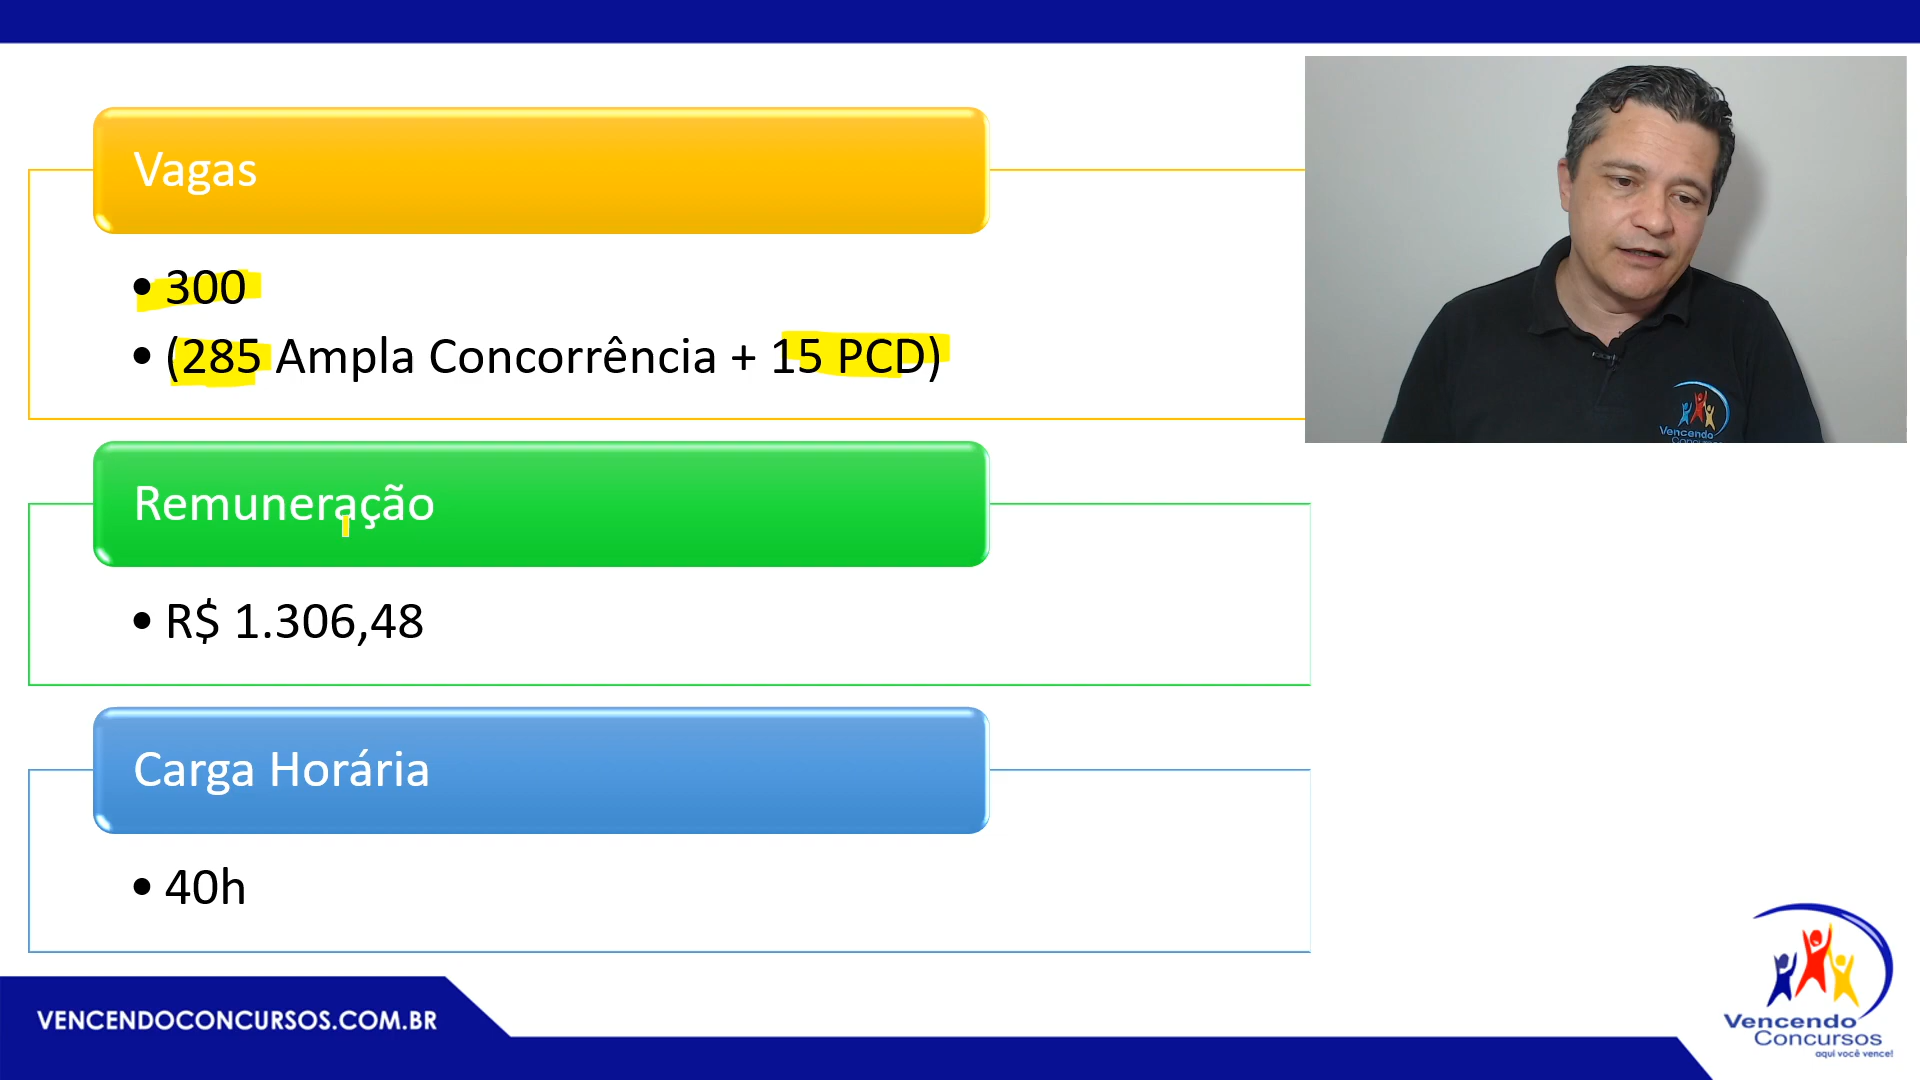 Vagas
• 300
• (285 Ampla Concorrência + 15 PCD)
Vencendo
Remuneração
• R$ 1.306,48
Carga Horária
• 40h
VENCENDOCONCURSOS.COM.BR
Vencendo
Concursos
aqui você vence!